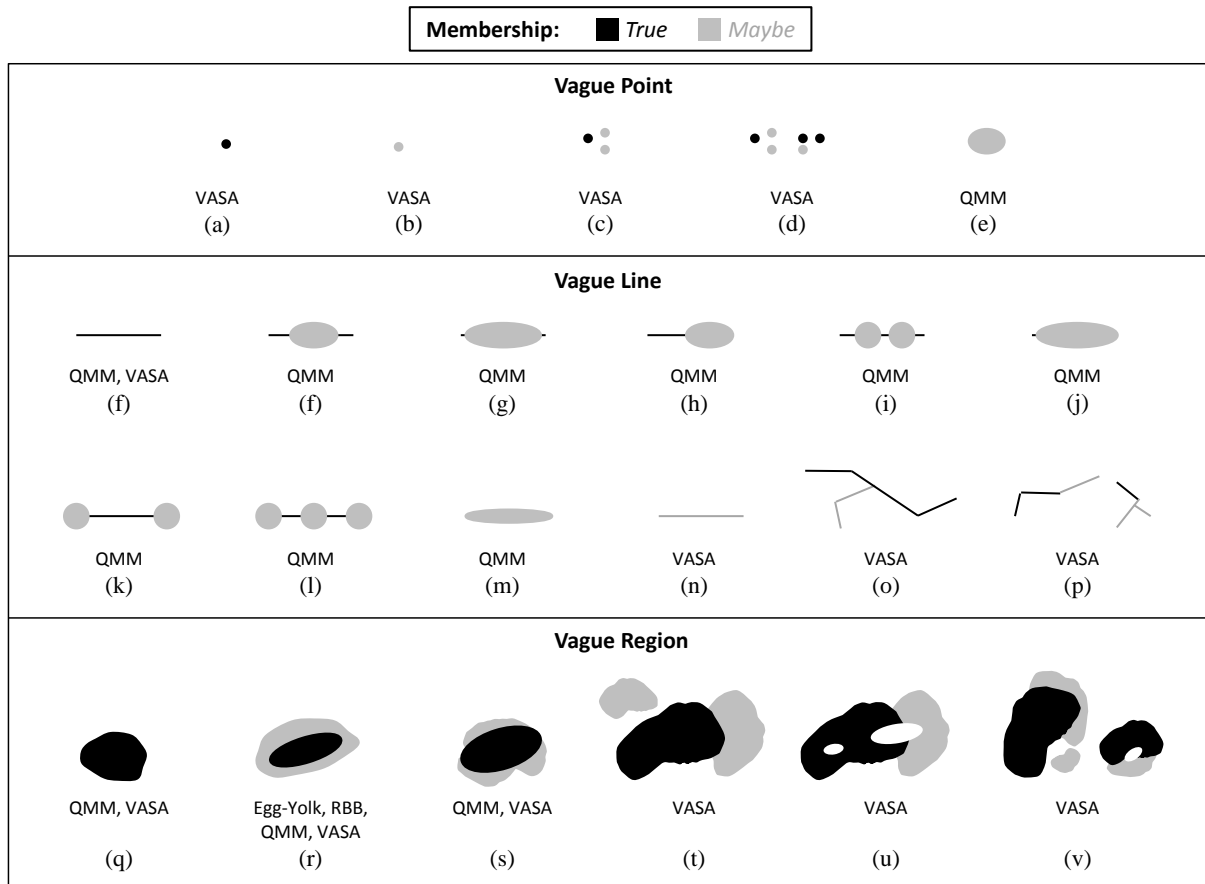 Membership: True Maybe
Vague Point
VASA VASA VASA VASA QMM
(a) (b) (c) (d) (e)
Vague Line
QMM, VASA QMM QMM QMM QMM QMM
(f) (f) (g) (h) (i) (j)
QMM QMM QMM VASA VASA VASA
(k) (l) (m) (n) (o) (p)
Vague Region
QMM, VASA Egg-Yolk, RBB, QMM, VASA VASA VASA VASA
QMM, VASA
(q) (r) (s) (t) (u) (v)